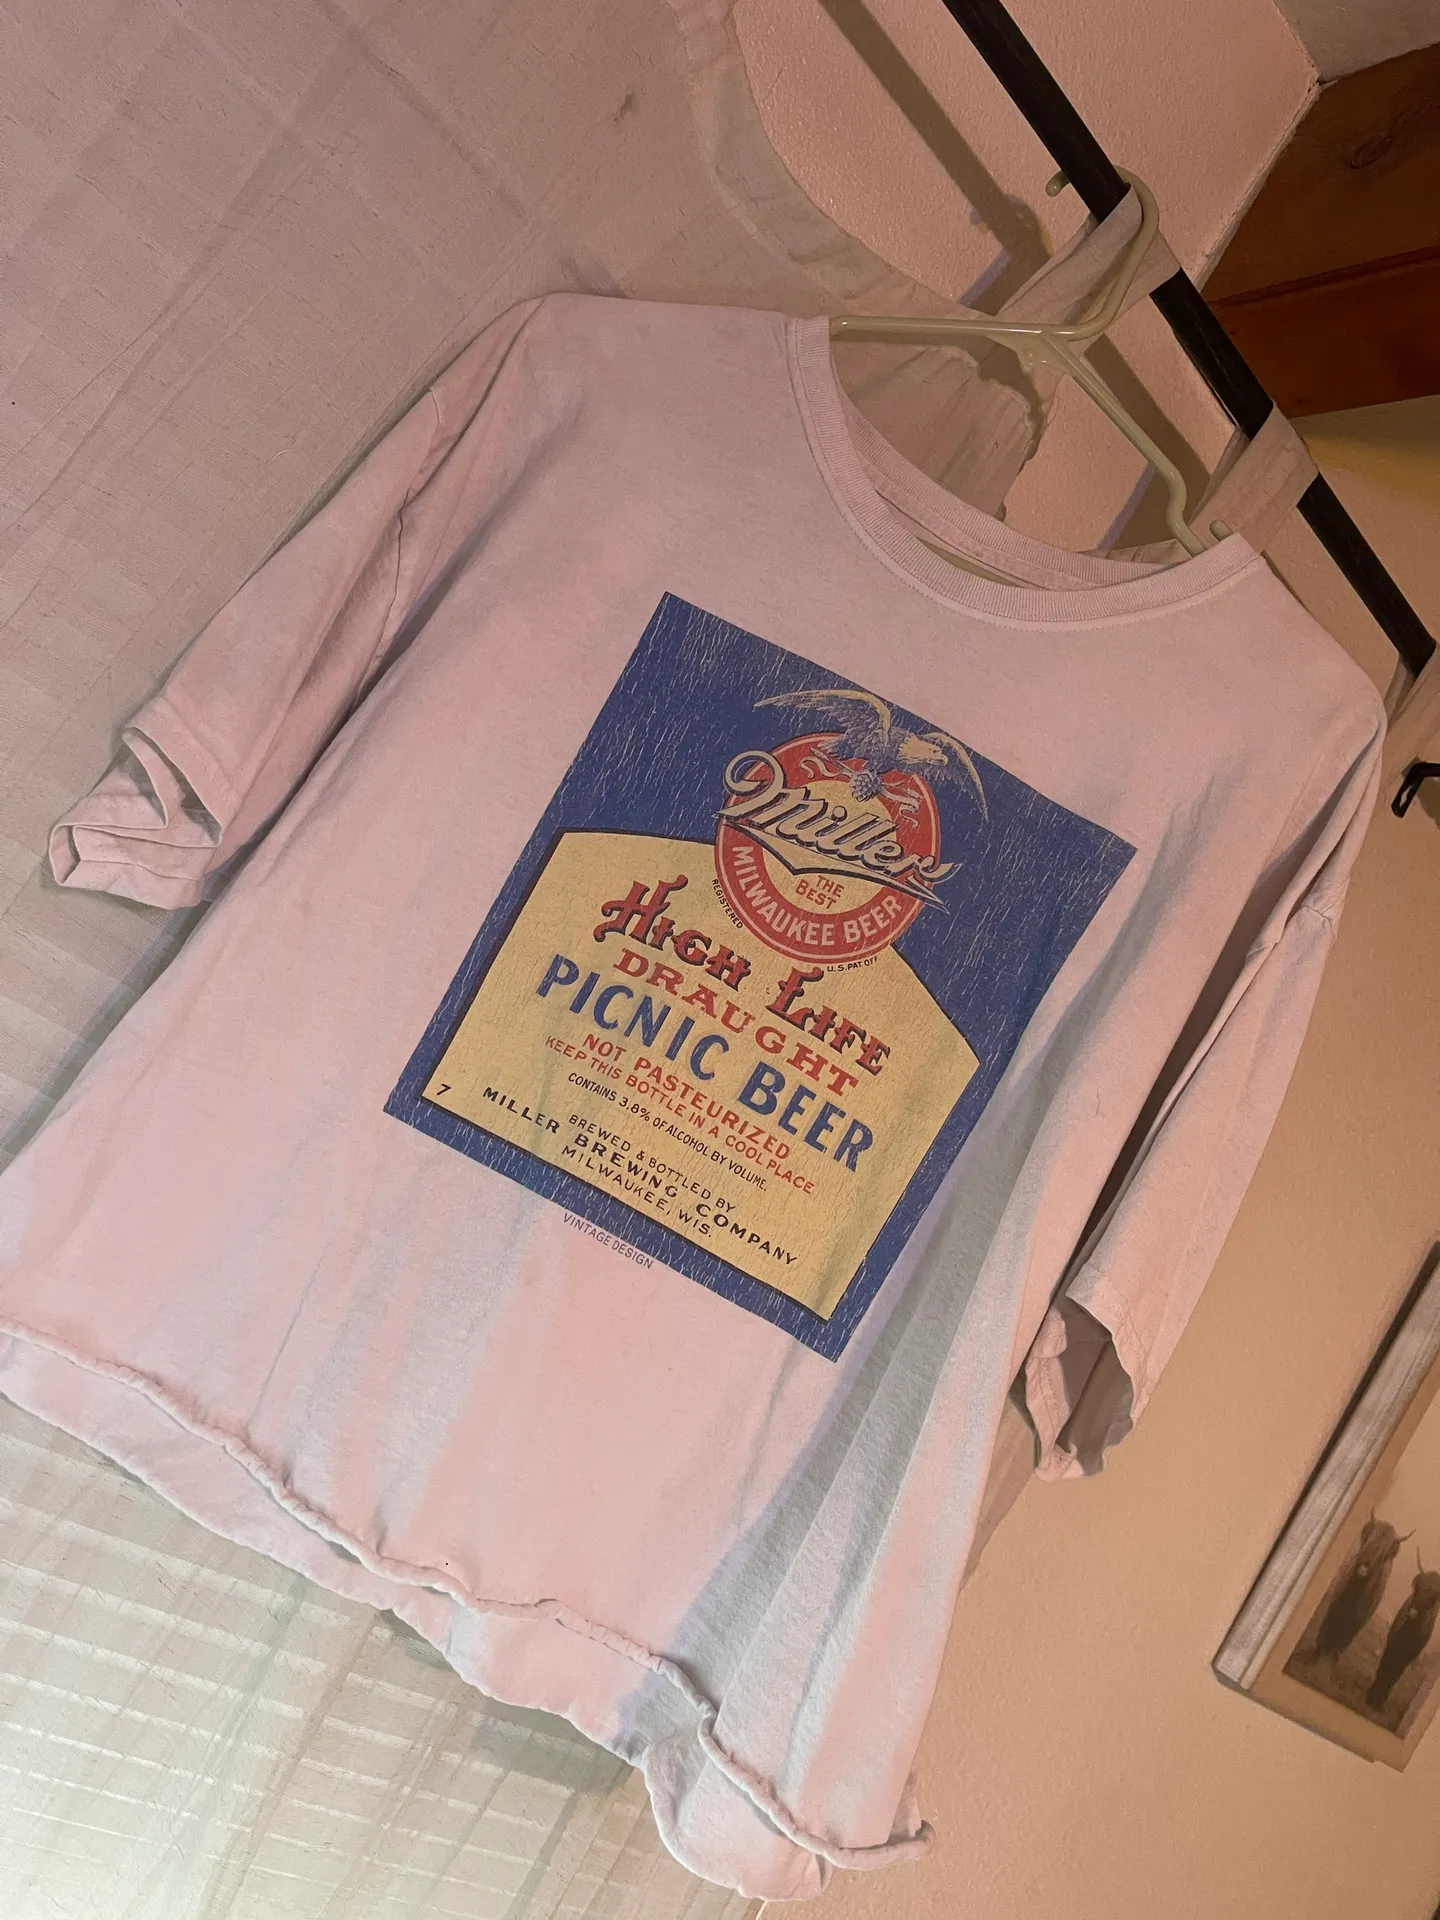 Miller
THE
BEST
MILWAUKEE BEER
REGISTERED
U.S. PAT. OFF.
HIGH LIFE
DRAUGHT
PICNIC BEER
NOT PASTEURIZED
KEEP THIS BOTTLE IN A COOL PLACE
CONTAINS 3.8% OF ALCOHOL BY VOLUME.
BREWED & BOTTLED BY
7 MILLER BREWING COMPANY
MILWAUKEE, WIS.
VINTAGE DESIGN